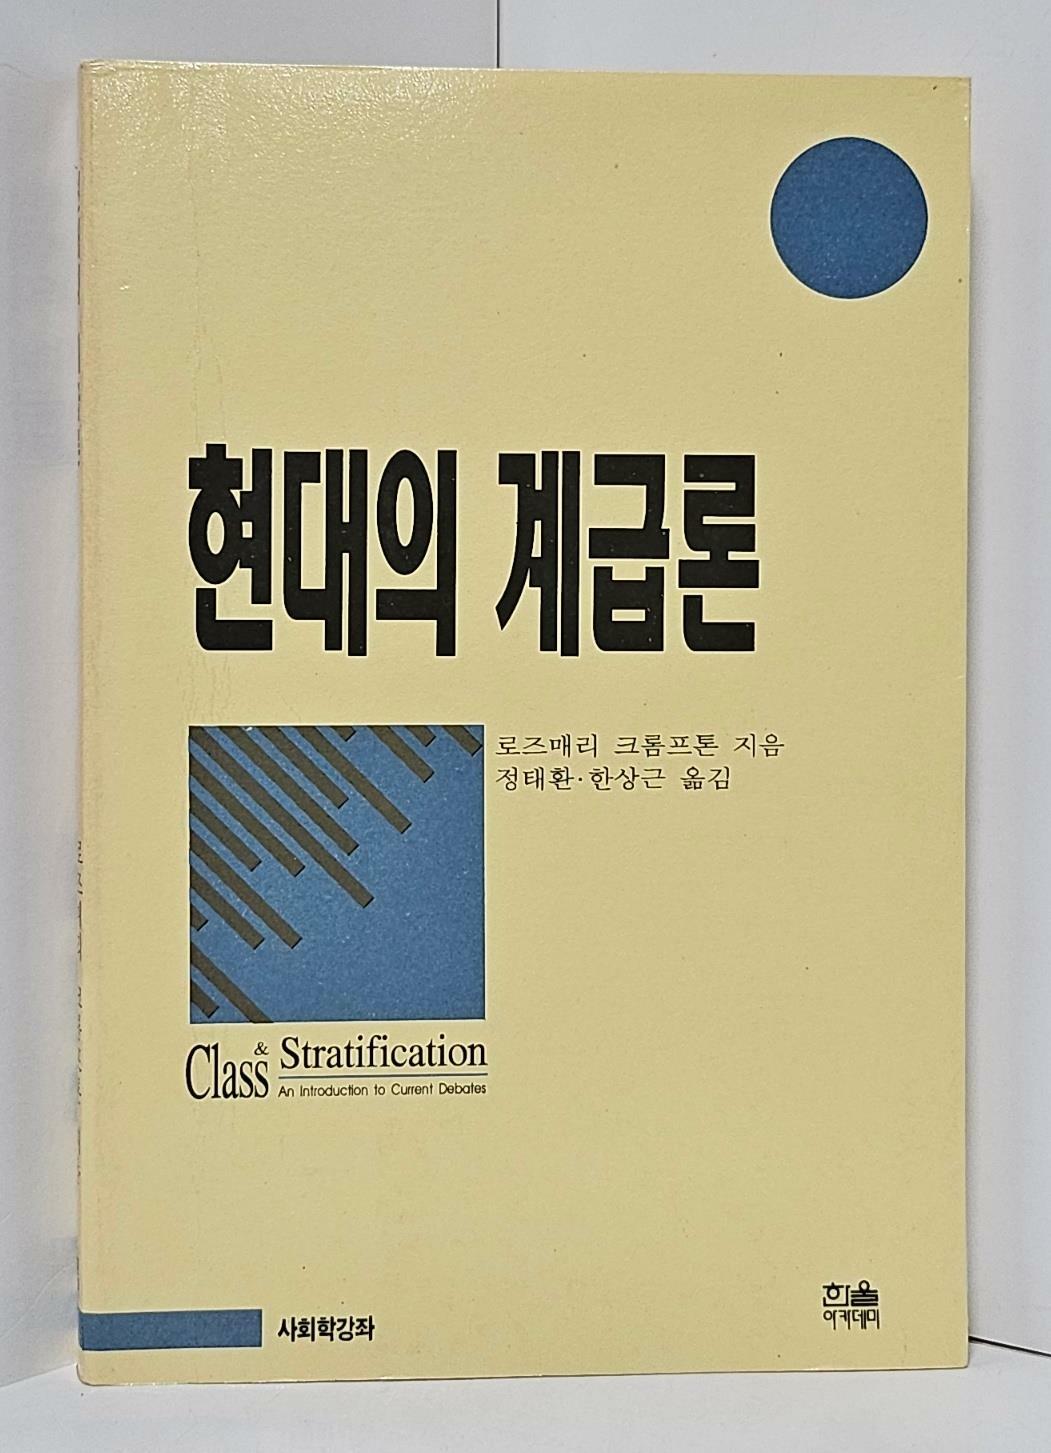 현대의 계급론
로즈매리 크롬프톤 지음
정태환·한상근 옮김
Class & Stratification
An Introduction to Current Debates
사회학강좌
한울
아카데미